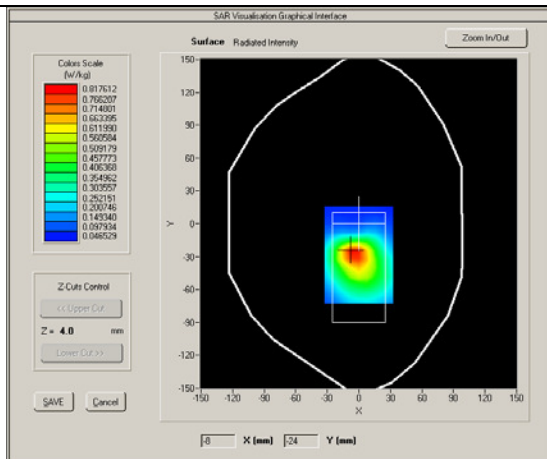 SAR Visualisation Graphical Interface
Surface Radiated Intensity
Zoom In/Out
Colors Scale
(W/kg)
0.817612
0.766207
0.714801
0.663395
0.611990
0.560584
0.509179
0.457773
0.406368
0.354962
0.303557
0.252151
0.200746
0.149340
0.097934
0.046529
Z-Cuts Control
<< Upper Cut
Z = 4.0 mm
Lower Cut >>
SAVE Cancel
150
120
90
60
30
0
-30
-60
-90
-120
-150
Y
-150 -120 -90 -60 -30 0 30 60 90 120 150
X
-8 X (mm) -24 Y (mm)